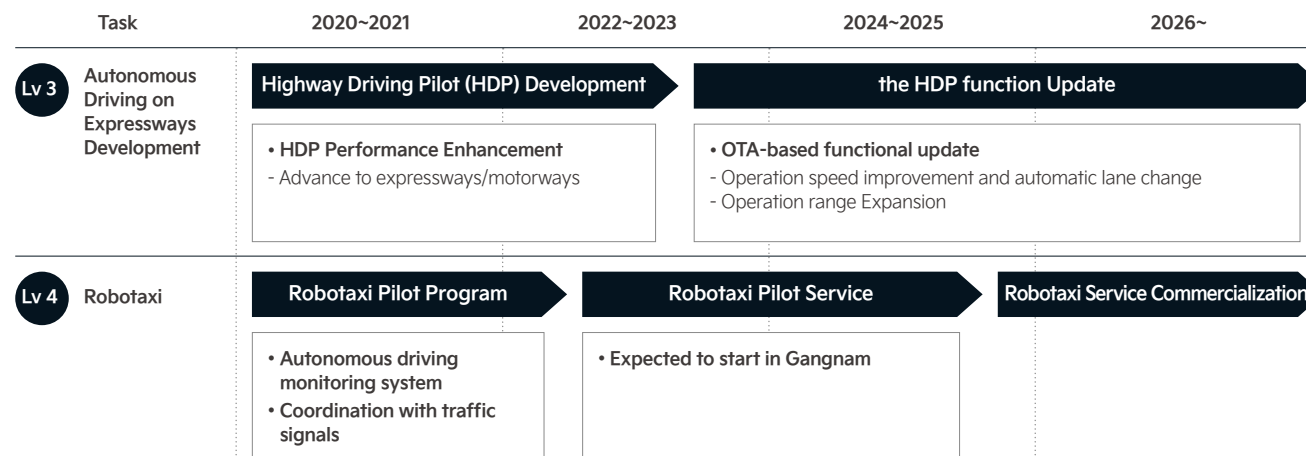 Task 2020~2021 2022~2023 2024~2025 2026~
Lv 3
Autonomous
Driving on
Expressways
Development
Highway Driving Pilot (HDP) Development
the HDP function Update
• HDP Performance Enhancement
- Advance to expressways/motorways
• OTA-based functional update
- Operation speed improvement and automatic lane change
- Operation range Expansion
Lv 4
Robotaxi
Robotaxi Pilot Program
Robotaxi Pilot Service
Robotaxi Service Commercialization
• Autonomous driving
monitoring system
• Coordination with traffic
signals
• Expected to start in Gangnam